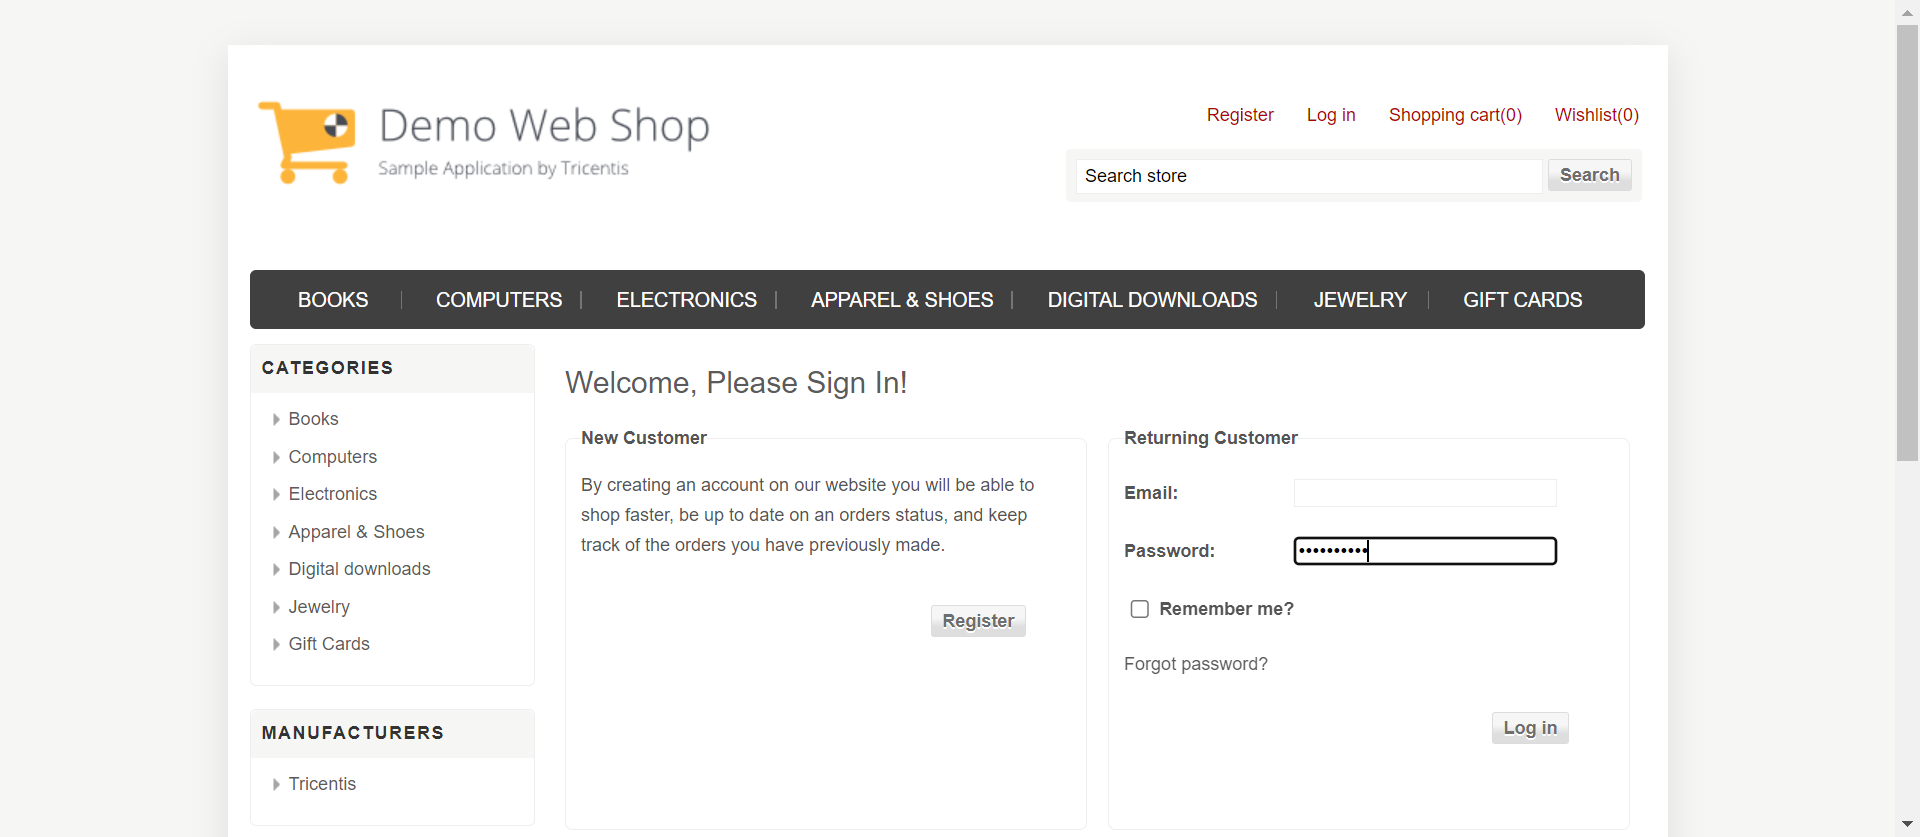 Demo Web Shop
Sample Application by Tricentis
Register Log in Shopping cart(0) Wishlist(0)
Search store Search
BOOKS COMPUTERS ELECTRONICS APPAREL & SHOES DIGITAL DOWNLOADS JEWELRY GIFT CARDS
CATEGORIES
Books
Computers
Electronics
Apparel & Shoes
Digital downloads
Jewelry
Gift Cards
MANUFACTURERS
Tricentis
Welcome, Please Sign In!
New Customer
By creating an account on our website you will be able to
shop faster, be up to date on an orders status, and keep
track of the orders you have previously made.
Register
Returning Customer
Email:
Password: ••••••••••
Remember me?
Forgot password?
Log in